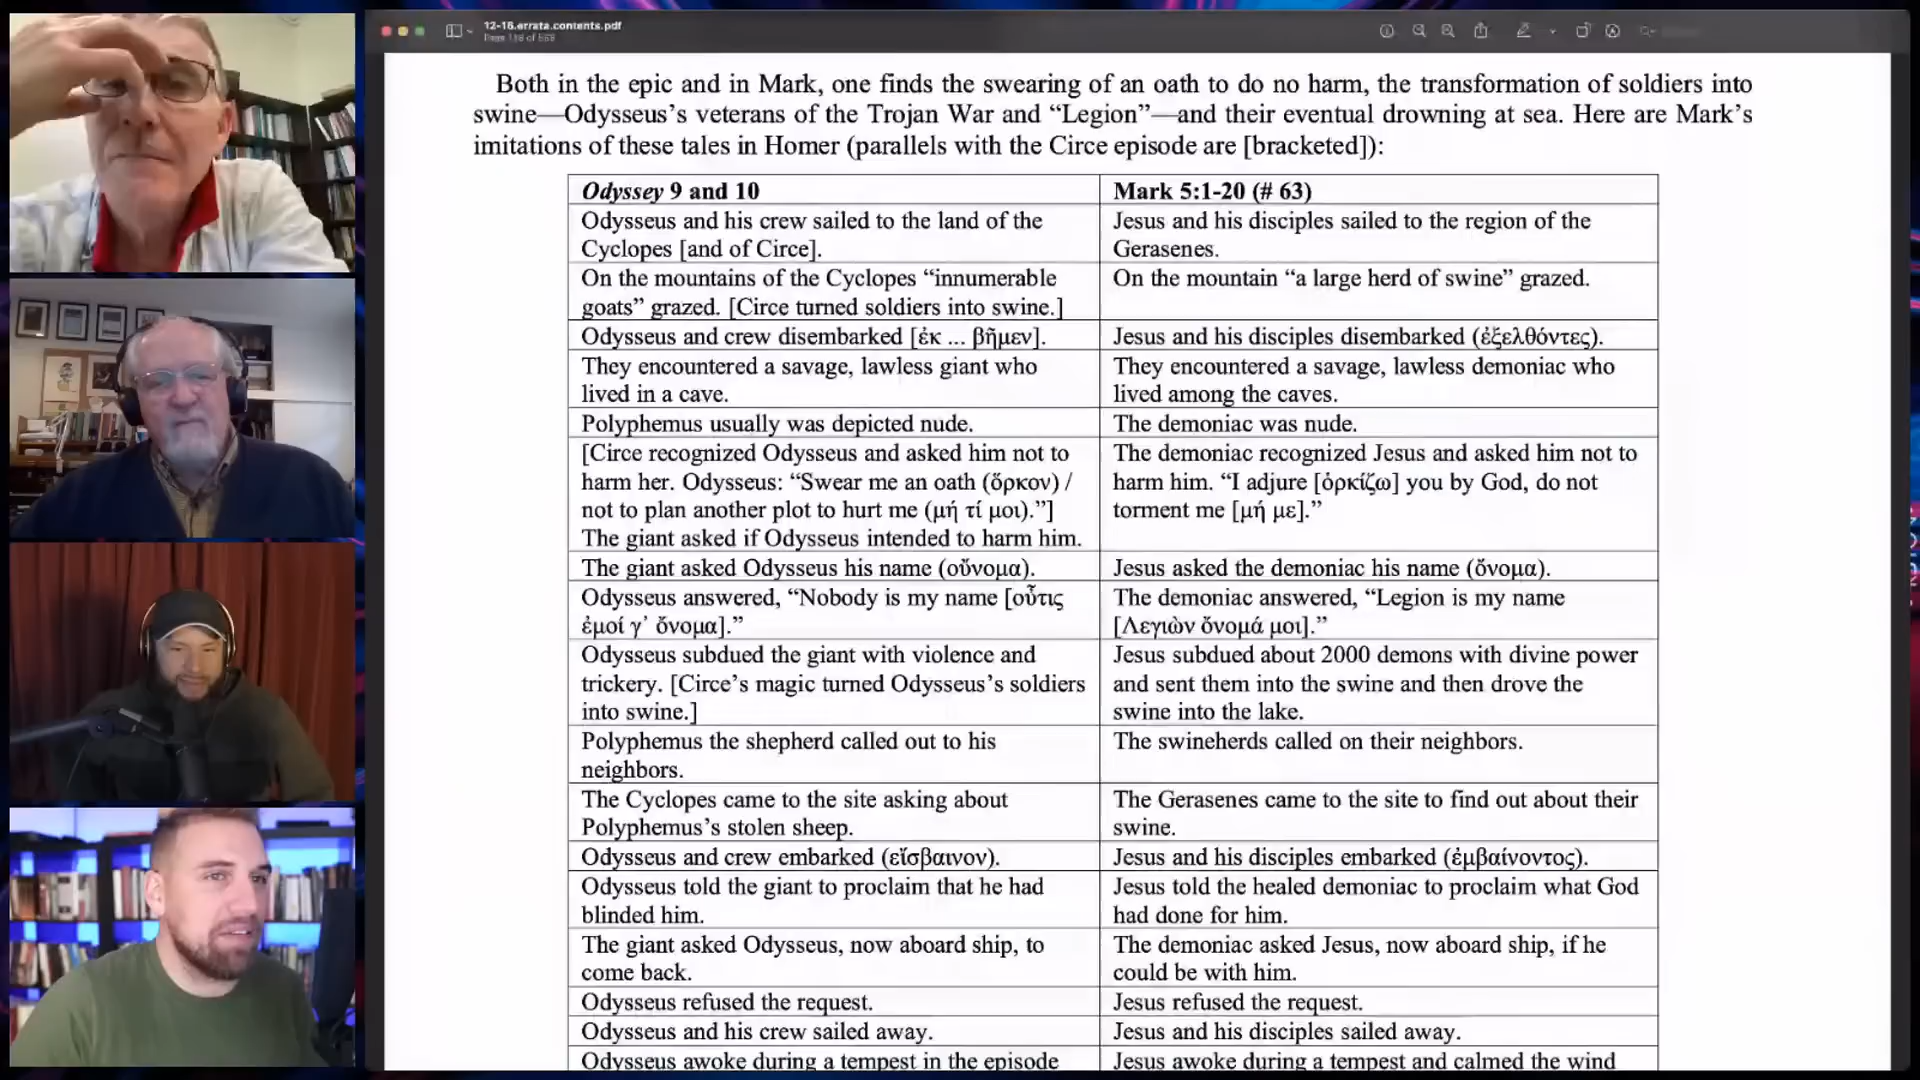 12-16.errata.contents.pdf
Both in the epic and in Mark, one finds the swearing of an oath to do no harm, the transformation of soldiers into
swine—Odysseus’s veterans of the Trojan War and “Legion”—and their eventual drowning at sea. Here are Mark’s
imitations of these tales in Homer (parallels with the Circe episode are [bracketed]):
Odyssey 9 and 10
Mark 5:1-20 (# 63)
Odysseus and his crew sailed to the land of the
Cyclopes [and of Circe].
Jesus and his disciples sailed to the region of the
Gerasenes.
On the mountains of the Cyclopes “innumerable
goats” grazed. [Circe turned soldiers into swine.]
On the mountain “a large herd of swine” grazed.
Odysseus and crew disembarked [ἐκ ... βῆμεν].
Jesus and his disciples disembarked (ἐξελθόντες).
They encountered a savage, lawless giant who
lived in a cave.
They encountered a savage, lawless demoniac who
lived among the caves.
Polyphemus usually was depicted nude.
The demoniac was nude.
[Circe recognized Odysseus and asked him not to
harm her. Odysseus: “Swear me an oath (ὅρκον) /
not to plan another plot to hurt me (μή τί μοι).”]
The giant asked if Odysseus intended to harm him.
The demoniac recognized Jesus and asked him not to
harm him. “I adjure [ὁρκίζω] you by God, do not
torment me [μή με].”
The giant asked Odysseus his name (οὔνομα).
Jesus asked the demoniac his name (ὄνομα).
Odysseus answered, “Nobody is my name [οὖτις
ἐμοί γ’ ὄνομα].”
The demoniac answered, “Legion is my name
[Λεγιὼν ὄνομά μοι].”
Odysseus subdued the giant with violence and
trickery. [Circe’s magic turned Odysseus’s soldiers
into swine.]
Jesus subdued about 2000 demons with divine power
and sent them into the swine and then drove the
swine into the lake.
Polyphemus the shepherd called out to his
neighbors.
The swineherds called on their neighbors.
The Cyclopes came to the site asking about
Polyphemus’s stolen sheep.
The Gerasenes came to the site to find out about their
swine.
Odysseus and crew embarked (εἴσβαινον).
Jesus and his disciples embarked (ἐμβαίνοντος).
Odysseus told the giant to proclaim that he had
blinded him.
Jesus told the healed demoniac to proclaim what God
had done for him.
The giant asked Odysseus, now aboard ship, to
come back.
The demoniac asked Jesus, now aboard ship, if he
could be with him.
Odysseus refused the request.
Jesus refused the request.
Odysseus and his crew sailed away.
Jesus and his disciples sailed away.
Odysseus awoke during a tempest in the episode
Jesus awoke during a tempest and calmed the wind